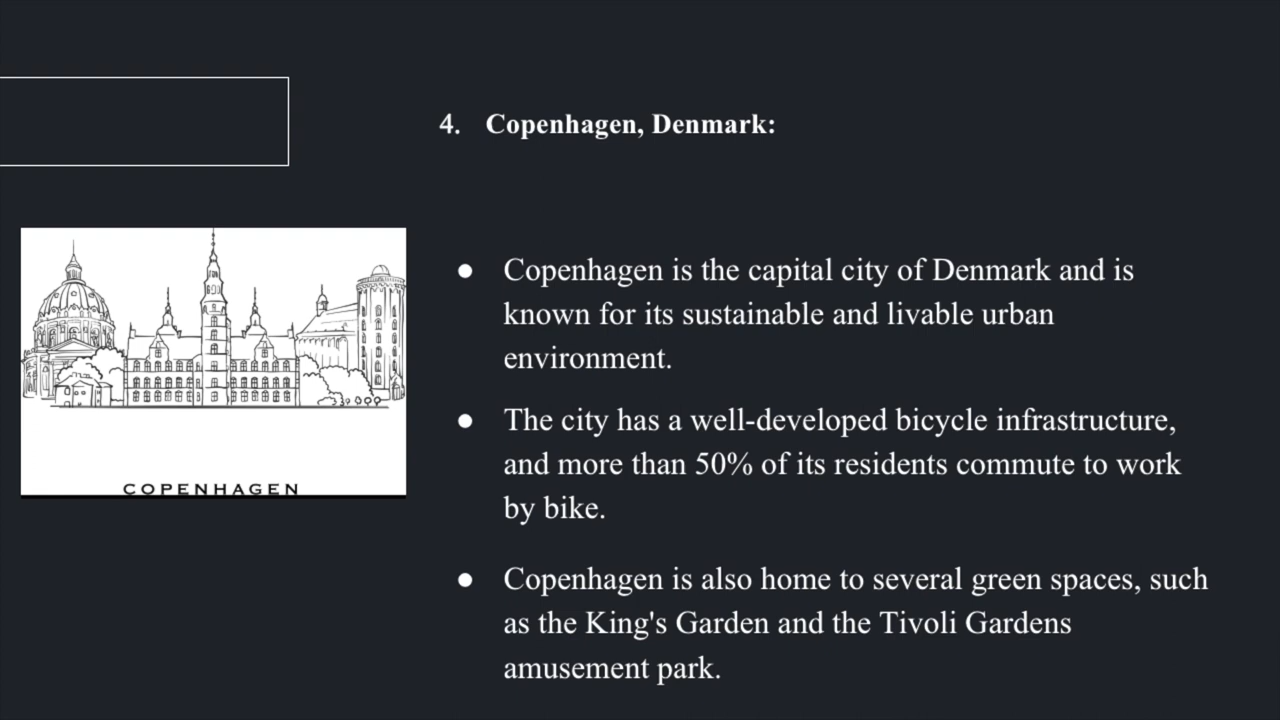 4. Copenhagen, Denmark:
● Copenhagen is the capital city of Denmark and is
known for its sustainable and livable urban
environment.
● The city has a well-developed bicycle infrastructure,
and more than 50% of its residents commute to work
by bike.
● Copenhagen is also home to several green spaces, such
as the King's Garden and the Tivoli Gardens
amusement park.
COPENHAGEN